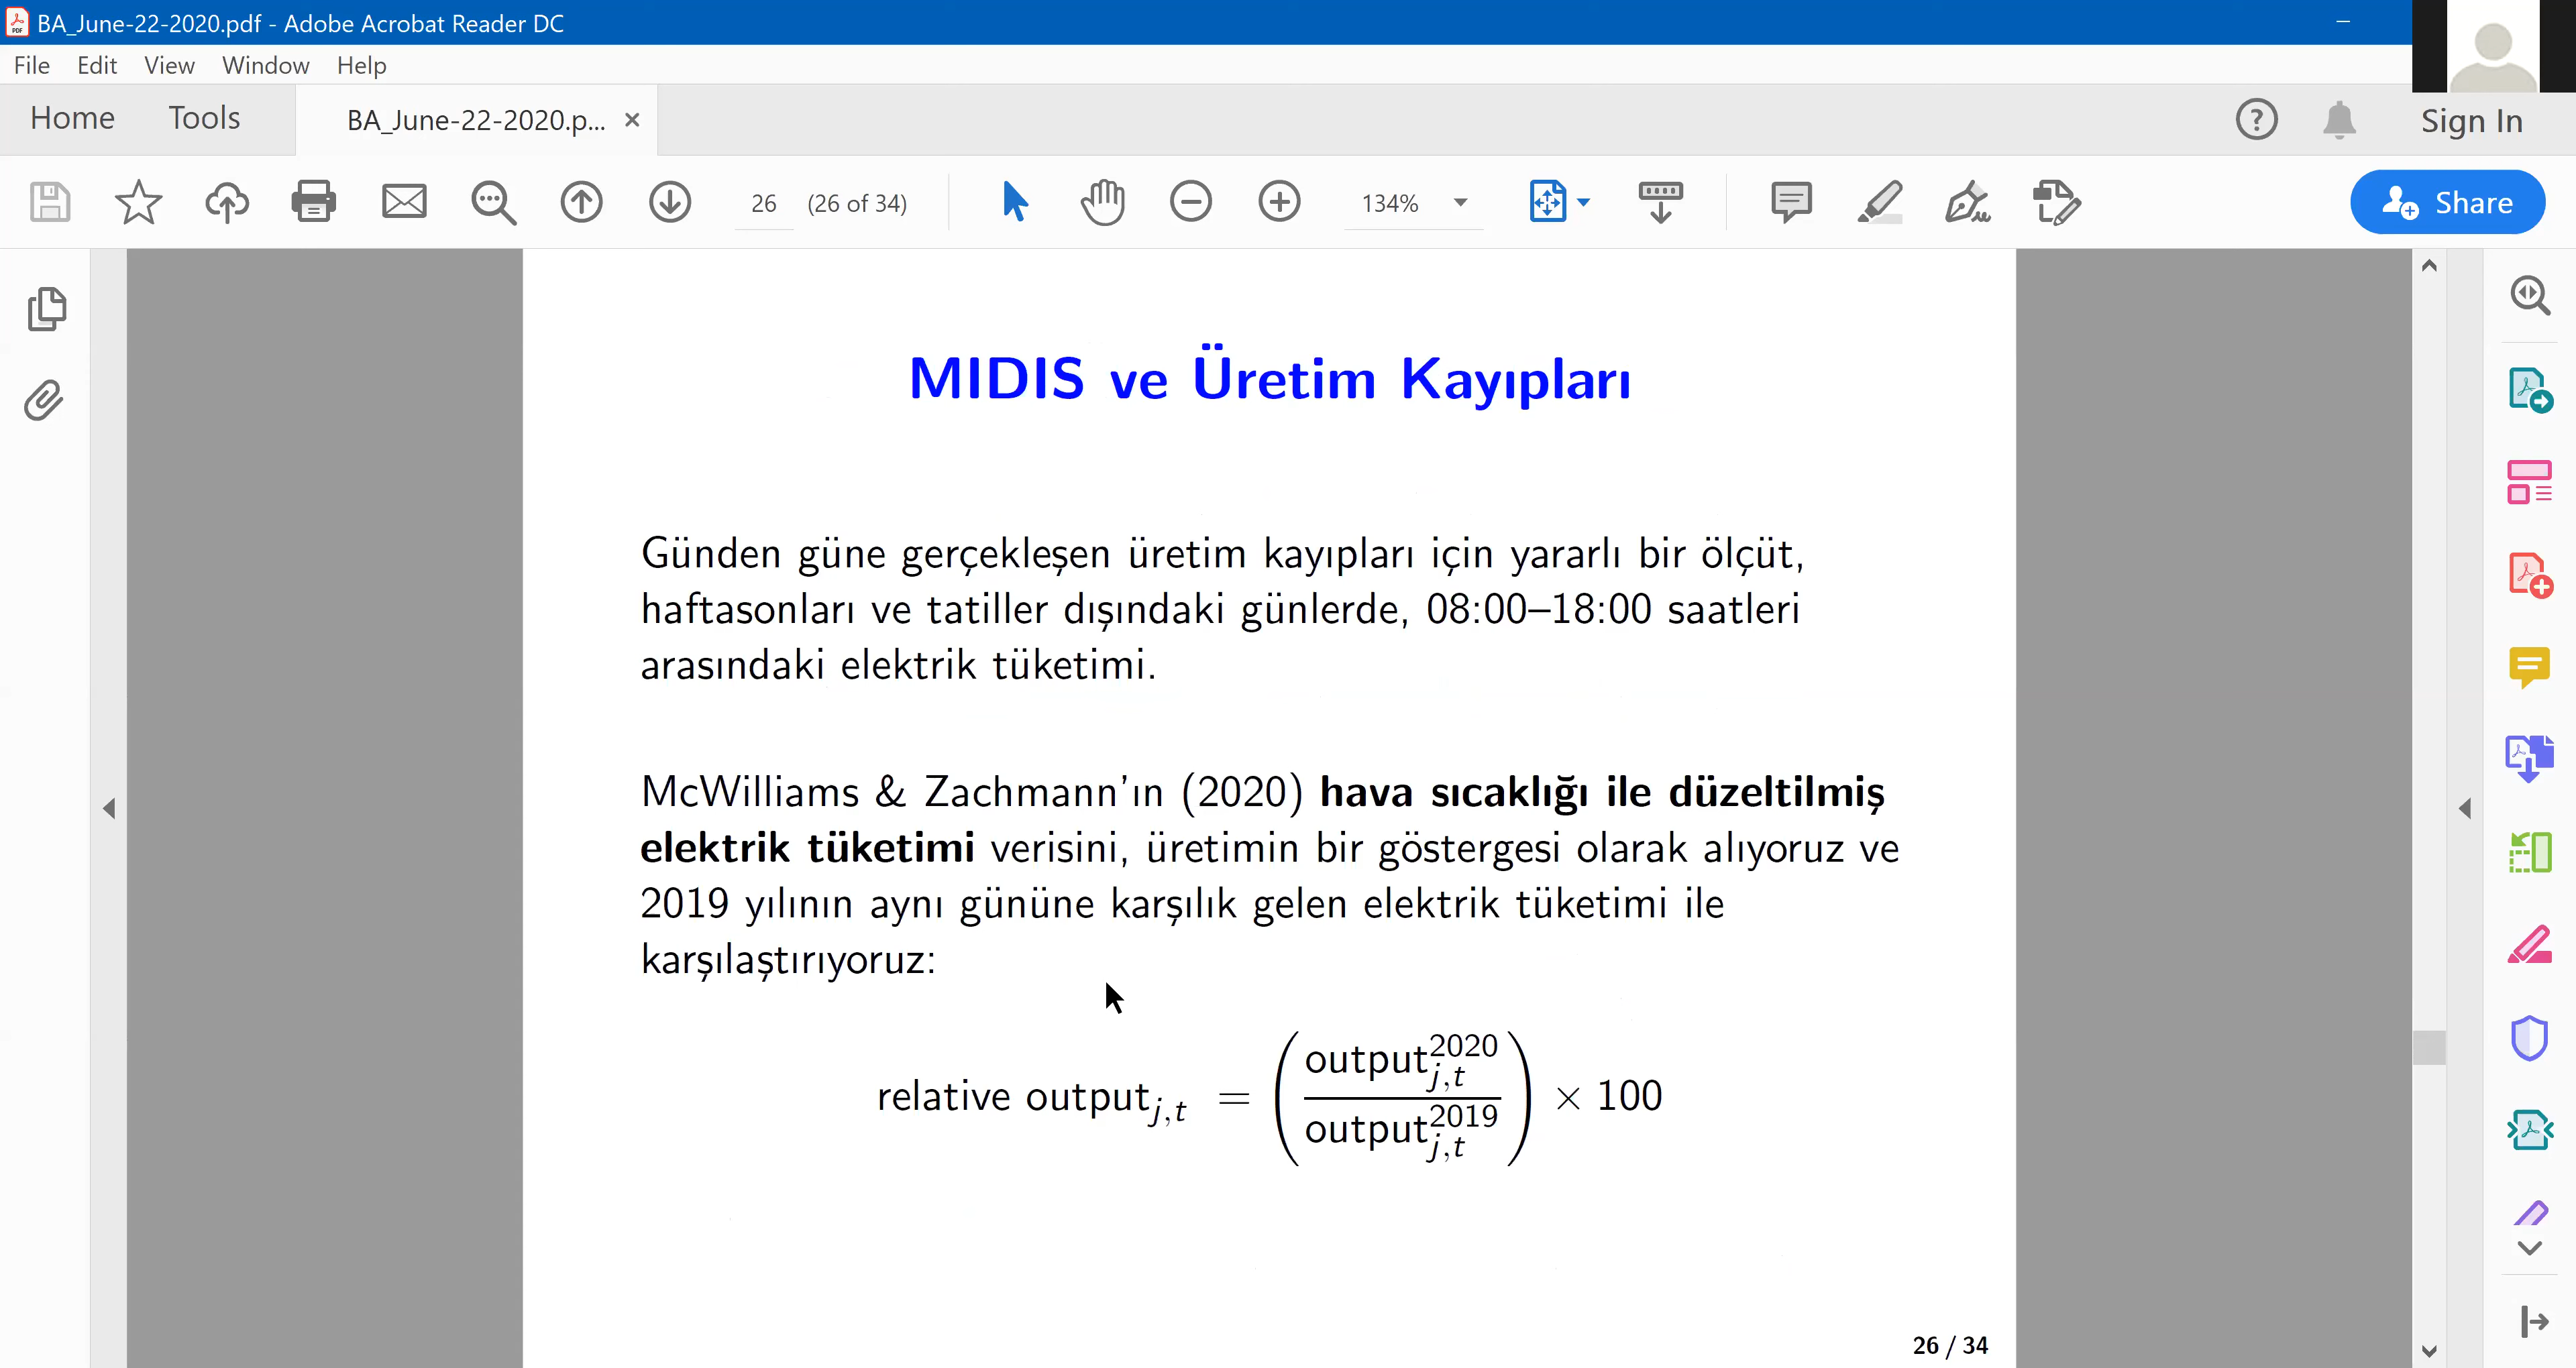 BA_June-22-2020.pdf - Adobe Acrobat Reader DC
File Edit View Window Help
Home Tools BA_June-22-2020.p... ×
Sign In
26 (26 of 34) 134% Share
MIDIS ve Üretim Kayıpları
Günden güne gerçekleşen üretim kayıpları için yararlı bir ölçüt,
haftasonları ve tatiller dışındaki günlerde, 08:00–18:00 saatleri
arasındaki elektrik tüketimi.
McWilliams & Zachmann'ın (2020) hava sıcaklığı ile düzeltilmiş
elektrik tüketimi verisini, üretimin bir göstergesi olarak alıyoruz ve
2019 yılının aynı gününe karşılık gelen elektrik tüketimi ile
karşılaştırıyoruz:
relative output_{j,t} = ( output_{j,t}^{2020} / output_{j,t}^{2019} ) × 100
26 / 34